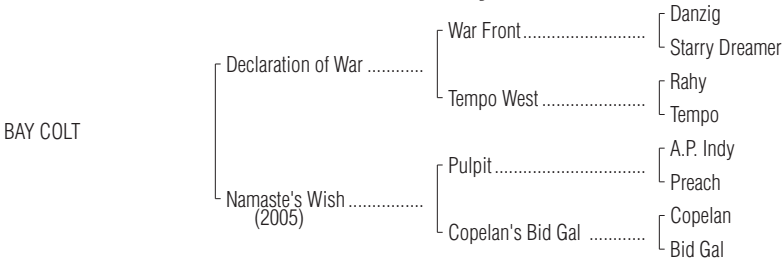 Danzig
War Front..........................
Starry Dreamer
Declaration of War ............
Rahy
Tempo West ......................
Tempo
BAY COLT
A.P. Indy
Pulpit................................
Preach
Namaste's Wish ................
(2005)
Copelan
Copelan's Bid Gal ............
Bid Gal